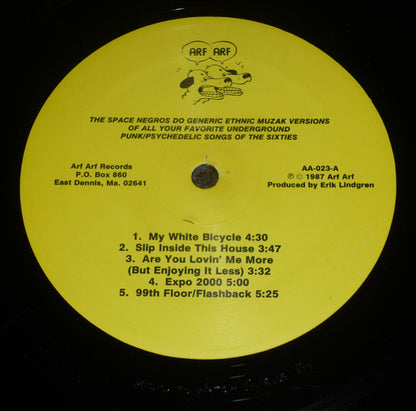 ARF ARF
THE SPACE NEGROS DO GENERIC ETHNIC MUZAK VERSIONS
OF ALL YOUR FAVORITE UNDERGROUND
PUNK/PSYCHEDELIC SONGS OF THE SIXTIES
Arf Arf Records
P.O. Box 860
East Dennis, Ma. 02641
AA-023-A
Ⓟ © 1987 Arf Arf
Produced by Erik Lindgren
1. My White Bicycle 4:30
2. Slip Inside This House 3:47
3. Are You Lovin' Me More
(But Enjoying It Less) 3:32
4. Expo 2000 5:00
5. 99th Floor/Flashback 5:25